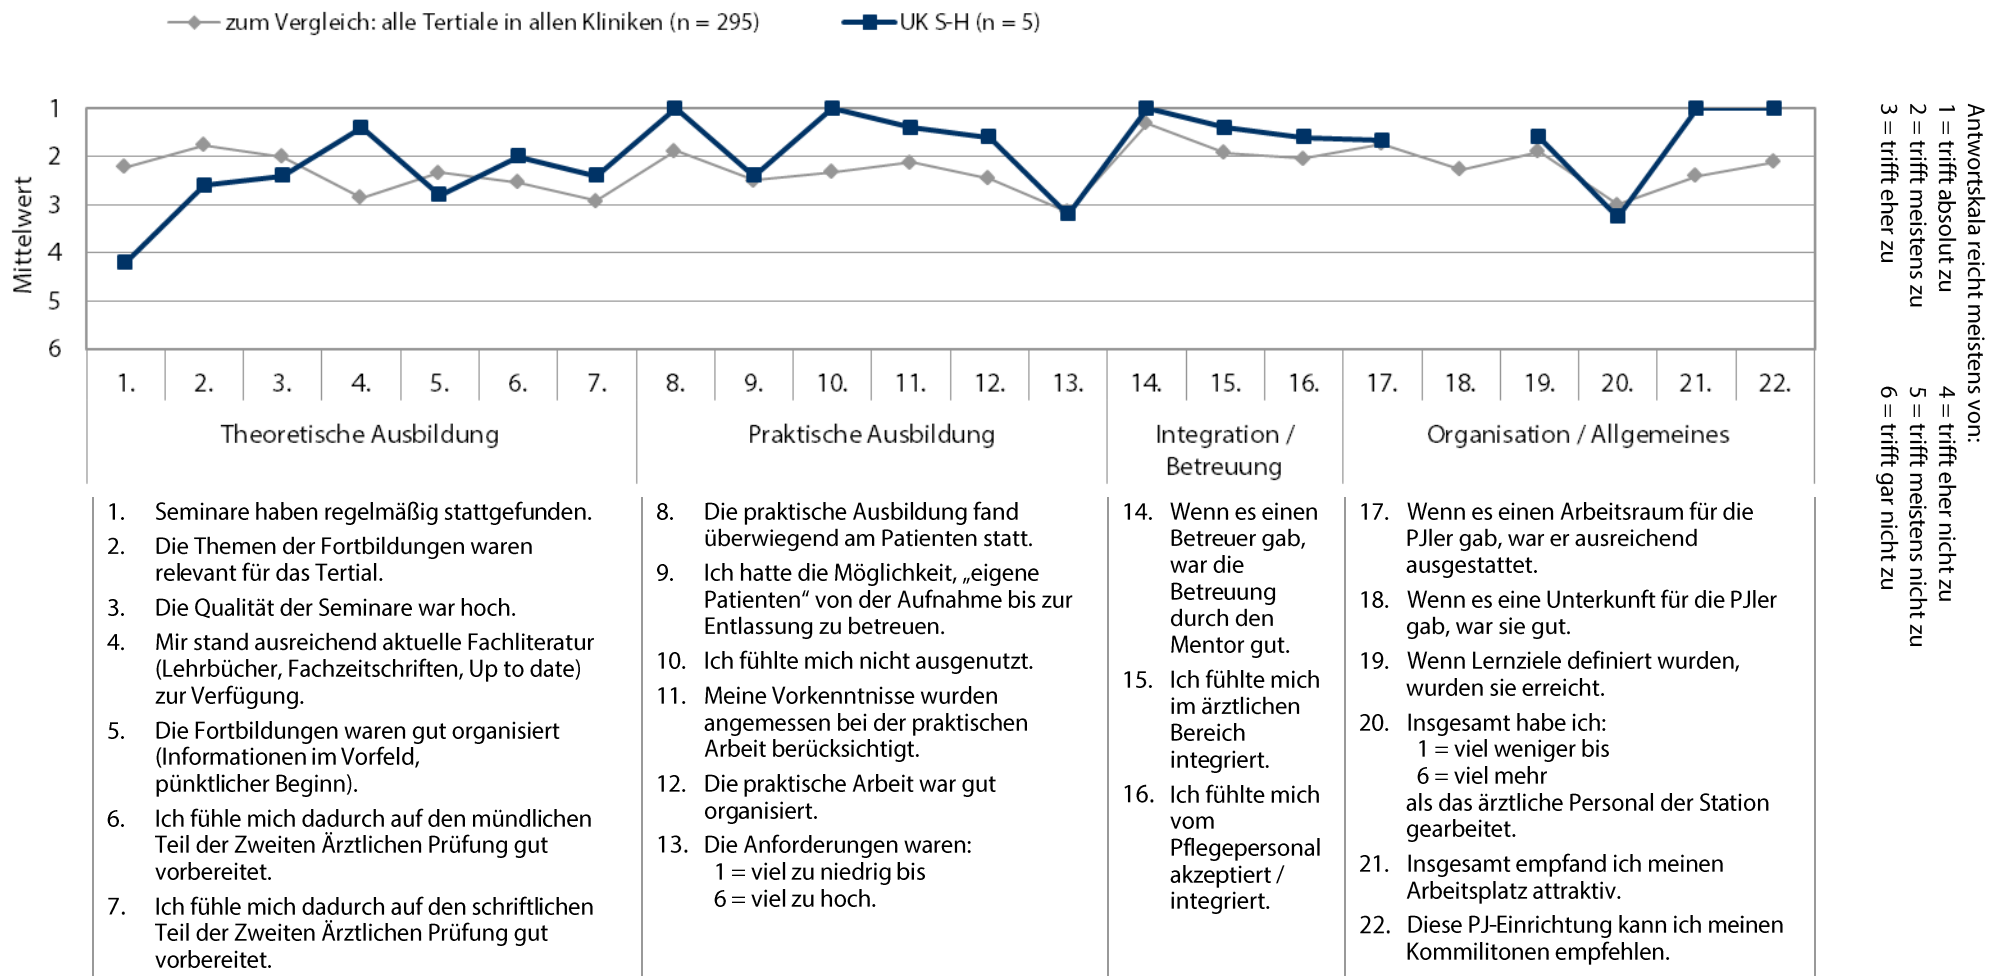 zum Vergleich: alle Tertiale in allen Kliniken (n = 295)
UK S-H (n = 5)
Mittelwert
1
2
3
4
5
6
1. 2. 3. 4. 5. 6. 7. 8. 9. 10. 11. 12. 13. 14. 15. 16. 17. 18. 19. 20. 21. 22.
Theoretische Ausbildung
Praktische Ausbildung
Integration /
Betreuung
Organisation / Allgemeines
1. Seminare haben regelmäßig stattgefunden.
2. Die Themen der Fortbildungen waren
relevant für das Tertial.
3. Die Qualität der Seminare war hoch.
4. Mir stand ausreichend aktuelle Fachliteratur
(Lehrbücher, Fachzeitschriften, Up to date)
zur Verfügung.
5. Die Fortbildungen waren gut organisiert
(Informationen im Vorfeld,
pünktlicher Beginn).
6. Ich fühle mich dadurch auf den mündlichen
Teil der Zweiten Ärztlichen Prüfung gut
vorbereitet.
7. Ich fühle mich dadurch auf den schriftlichen
Teil der Zweiten Ärztlichen Prüfung gut
vorbereitet.
8. Die praktische Ausbildung fand
überwiegend am Patienten statt.
9. Ich hatte die Möglichkeit, „eigene
Patienten“ von der Aufnahme bis zur
Entlassung zu betreuen.
10. Ich fühlte mich nicht ausgenutzt.
11. Meine Vorkenntnisse wurden
angemessen bei der praktischen
Arbeit berücksichtigt.
12. Die praktische Arbeit war gut
organisiert.
13. Die Anforderungen waren:
1 = viel zu niedrig bis
6 = viel zu hoch.
14. Wenn es einen
Betreuer gab,
war die
Betreuung
durch den
Mentor gut.
15. Ich fühlte mich
im ärztlichen
Bereich
integriert.
16. Ich fühlte mich
vom
Pflegepersonal
akzeptiert /
integriert.
17. Wenn es einen Arbeitsraum für die
PJler gab, war er ausreichend
ausgestattet.
18. Wenn es eine Unterkunft für die PJler
gab, war sie gut.
19. Wenn Lernziele definiert wurden,
wurden sie erreicht.
20. Insgesamt habe ich:
1 = viel weniger bis
6 = viel mehr
als das ärztliche Personal der Station
gearbeitet.
21. Insgesamt empfand ich meinen
Arbeitsplatz attraktiv.
22. Diese PJ-Einrichtung kann ich meinen
Kommilitonen empfehlen.
Antwortskala reicht meistens von:
1 = trifft absolut zu
2 = trifft meistens zu
3 = trifft eher zu
4 = trifft eher nicht zu
5 = trifft meistens nicht zu
6 = trifft gar nicht zu